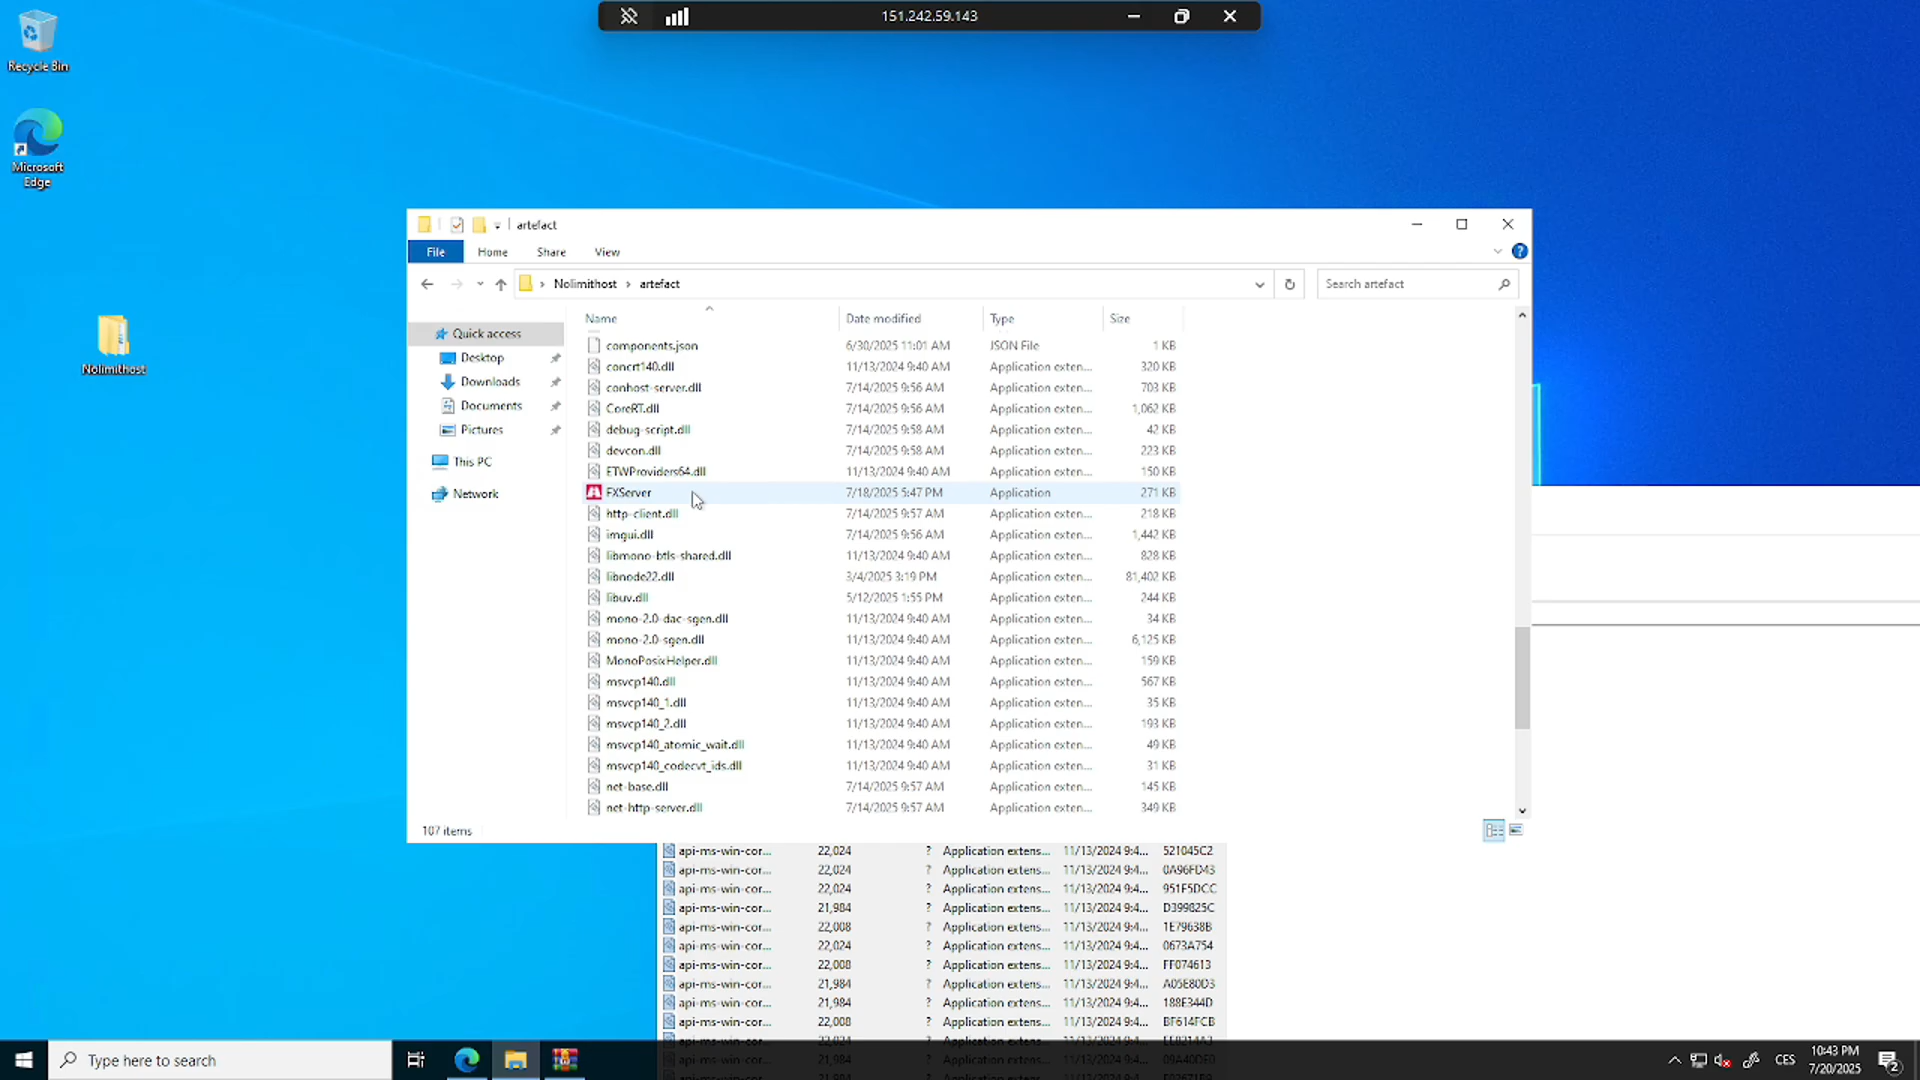 151.242.59.143
Recycle Bin
Microsoft
Edge
Nolimithost
artefact
File Home Share View
Nolimithost artefact
Search artefact
Name Date modified Type Size
Quick access
Desktop
Downloads
Documents
Pictures
This PC
Network
components.json 6/30/2025 11:01 AM JSON File 1 KB
concrt140.dll 11/13/2024 9:40 AM Application exten... 320 KB
conhost-server.dll 7/14/2025 9:56 AM Application exten... 703 KB
CoreRT.dll 7/14/2025 9:56 AM Application exten... 1,062 KB
debug-script.dll 7/14/2025 9:58 AM Application exten... 42 KB
devcon.dll 7/14/2025 9:58 AM Application exten... 223 KB
ETWProviders64.dll 11/13/2024 9:40 AM Application exten... 150 KB
FXServer 7/18/2025 5:47 PM Application 271 KB
http-client.dll 7/14/2025 9:57 AM Application exten... 218 KB
imgui.dll 7/14/2025 9:56 AM Application exten... 1,442 KB
libmono-btls-shared.dll 11/13/2024 9:40 AM Application exten... 828 KB
libnode22.dll 3/4/2025 3:19 PM Application exten... 81,402 KB
libuv.dll 5/12/2025 1:55 PM Application exten... 244 KB
mono-2.0-dac-sgen.dll 11/13/2024 9:40 AM Application exten... 34 KB
mono-2.0-sgen.dll 11/13/2024 9:40 AM Application exten... 6,125 KB
MonoPosixHelper.dll 11/13/2024 9:40 AM Application exten... 159 KB
msvcp140.dll 11/13/2024 9:40 AM Application exten... 567 KB
msvcp140_1.dll 11/13/2024 9:40 AM Application exten... 35 KB
msvcp140_2.dll 11/13/2024 9:40 AM Application exten... 193 KB
msvcp140_atomic_wait.dll 11/13/2024 9:40 AM Application exten... 49 KB
msvcp140_codecvt_ids.dll 11/13/2024 9:40 AM Application exten... 31 KB
net-base.dll 7/14/2025 9:57 AM Application exten... 145 KB
net-http-server.dll 7/14/2025 9:57 AM Application exten... 349 KB
107 items
api-ms-win-cor... 22,024 ? Application extens... 11/13/2024 9:4... 521045C2
api-ms-win-cor... 22,024 ? Application extens... 11/13/2024 9:4... 0A96FD43
api-ms-win-cor... 22,024 ? Application extens... 11/13/2024 9:4... 951F5DCC
api-ms-win-cor... 21,984 ? Application extens... 11/13/2024 9:4... D399825C
api-ms-win-cor... 22,008 ? Application extens... 11/13/2024 9:4... 1E79638B
api-ms-win-cor... 22,024 ? Application extens... 11/13/2024 9:4... 0673A754
api-ms-win-cor... 22,008 ? Application extens... 11/13/2024 9:4... FF074613
api-ms-win-cor... 21,984 ? Application extens... 11/13/2024 9:4... A05E80D3
api-ms-win-cor... 21,984 ? Application extens... 11/13/2024 9:4... 188E344D
api-ms-win-cor... 22,008 ? Application extens... 11/13/2024 9:4... BF614FCB
Type here to search
CES
10:43 PM
7/20/2025
2